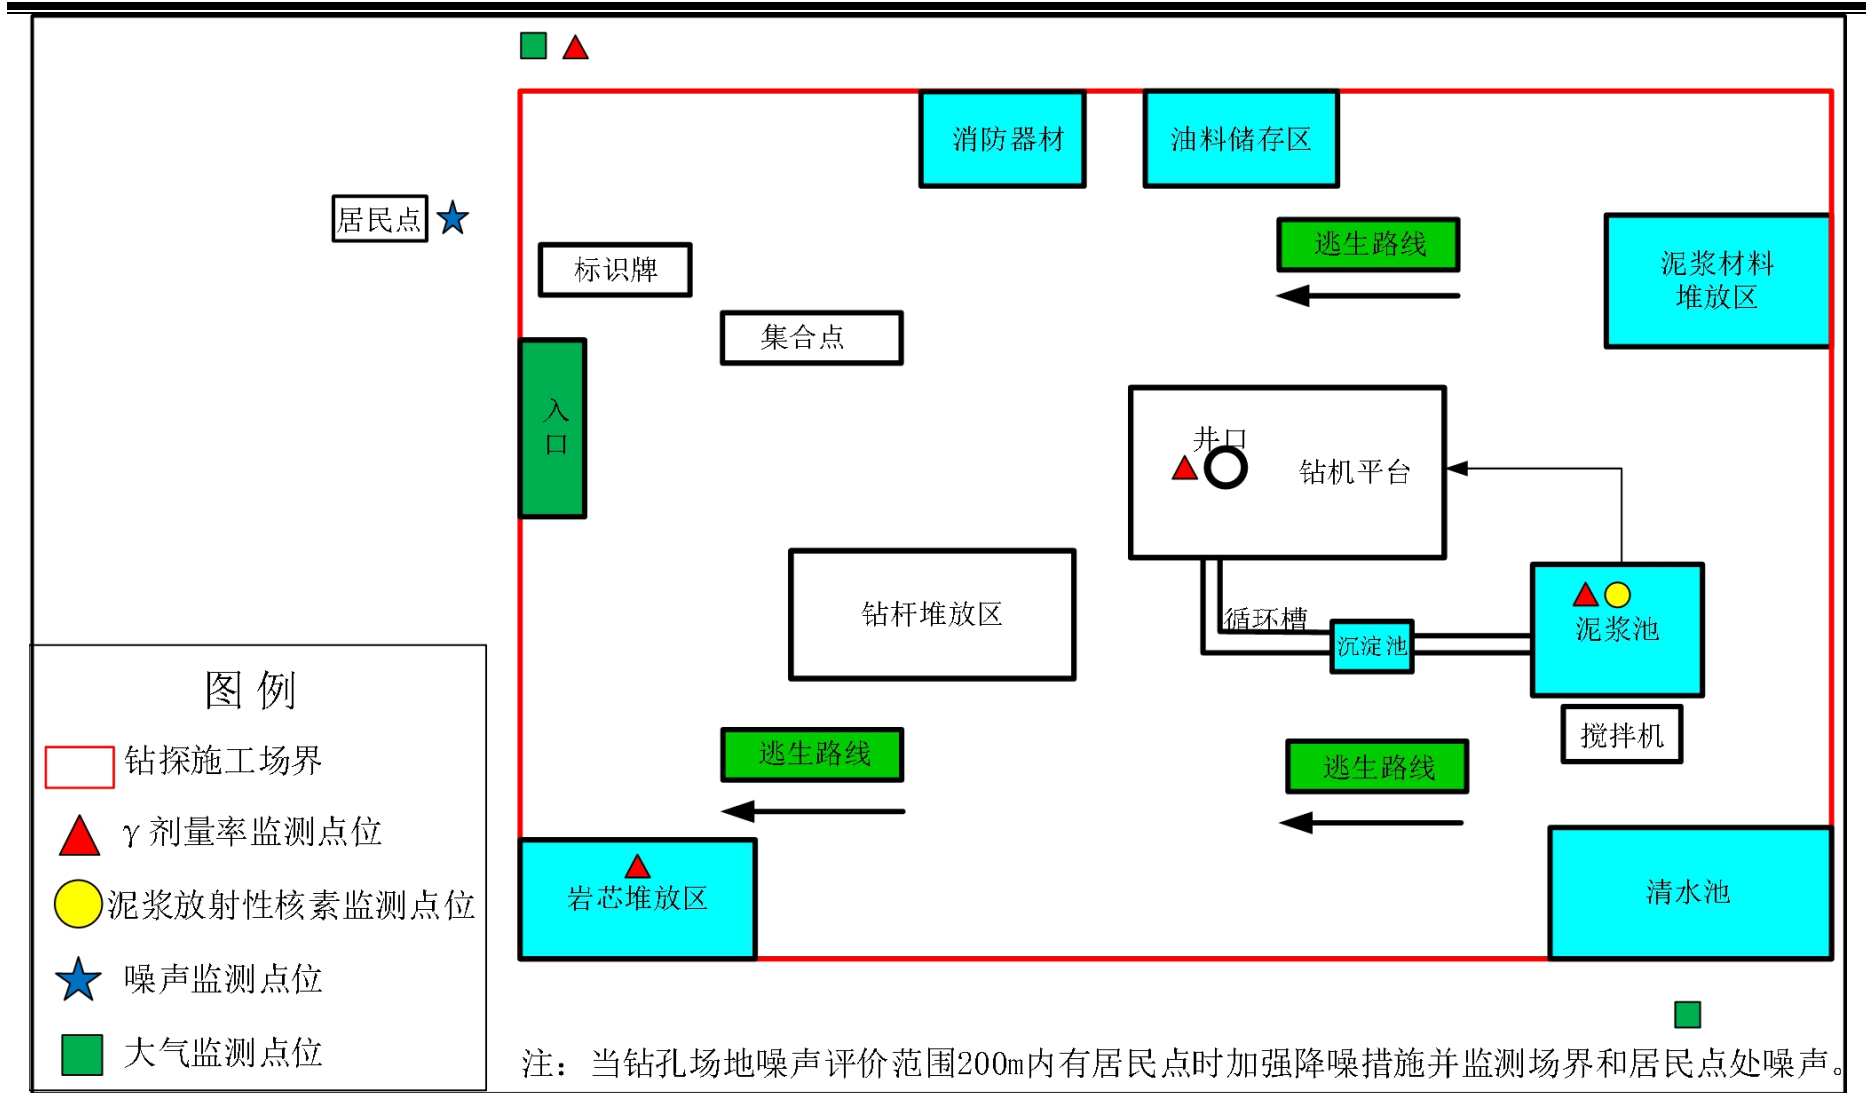 消防器材
油料储存区
居民点
标识牌
逃生路线
泥浆材料
堆放区
集合点
入
口
井口
钻机平台
钻杆堆放区
循环槽
沉淀池
泥浆池
搅拌机
逃生路线
逃生路线
岩芯堆放区
清水池
图例
钻探施工场界
γ剂量率监测点位
泥浆放射性核素监测点位
噪声监测点位
大气监测点位
注：当钻孔场地噪声评价范围200m内有居民点时加强降噪措施并监测场界和居民点处噪声。